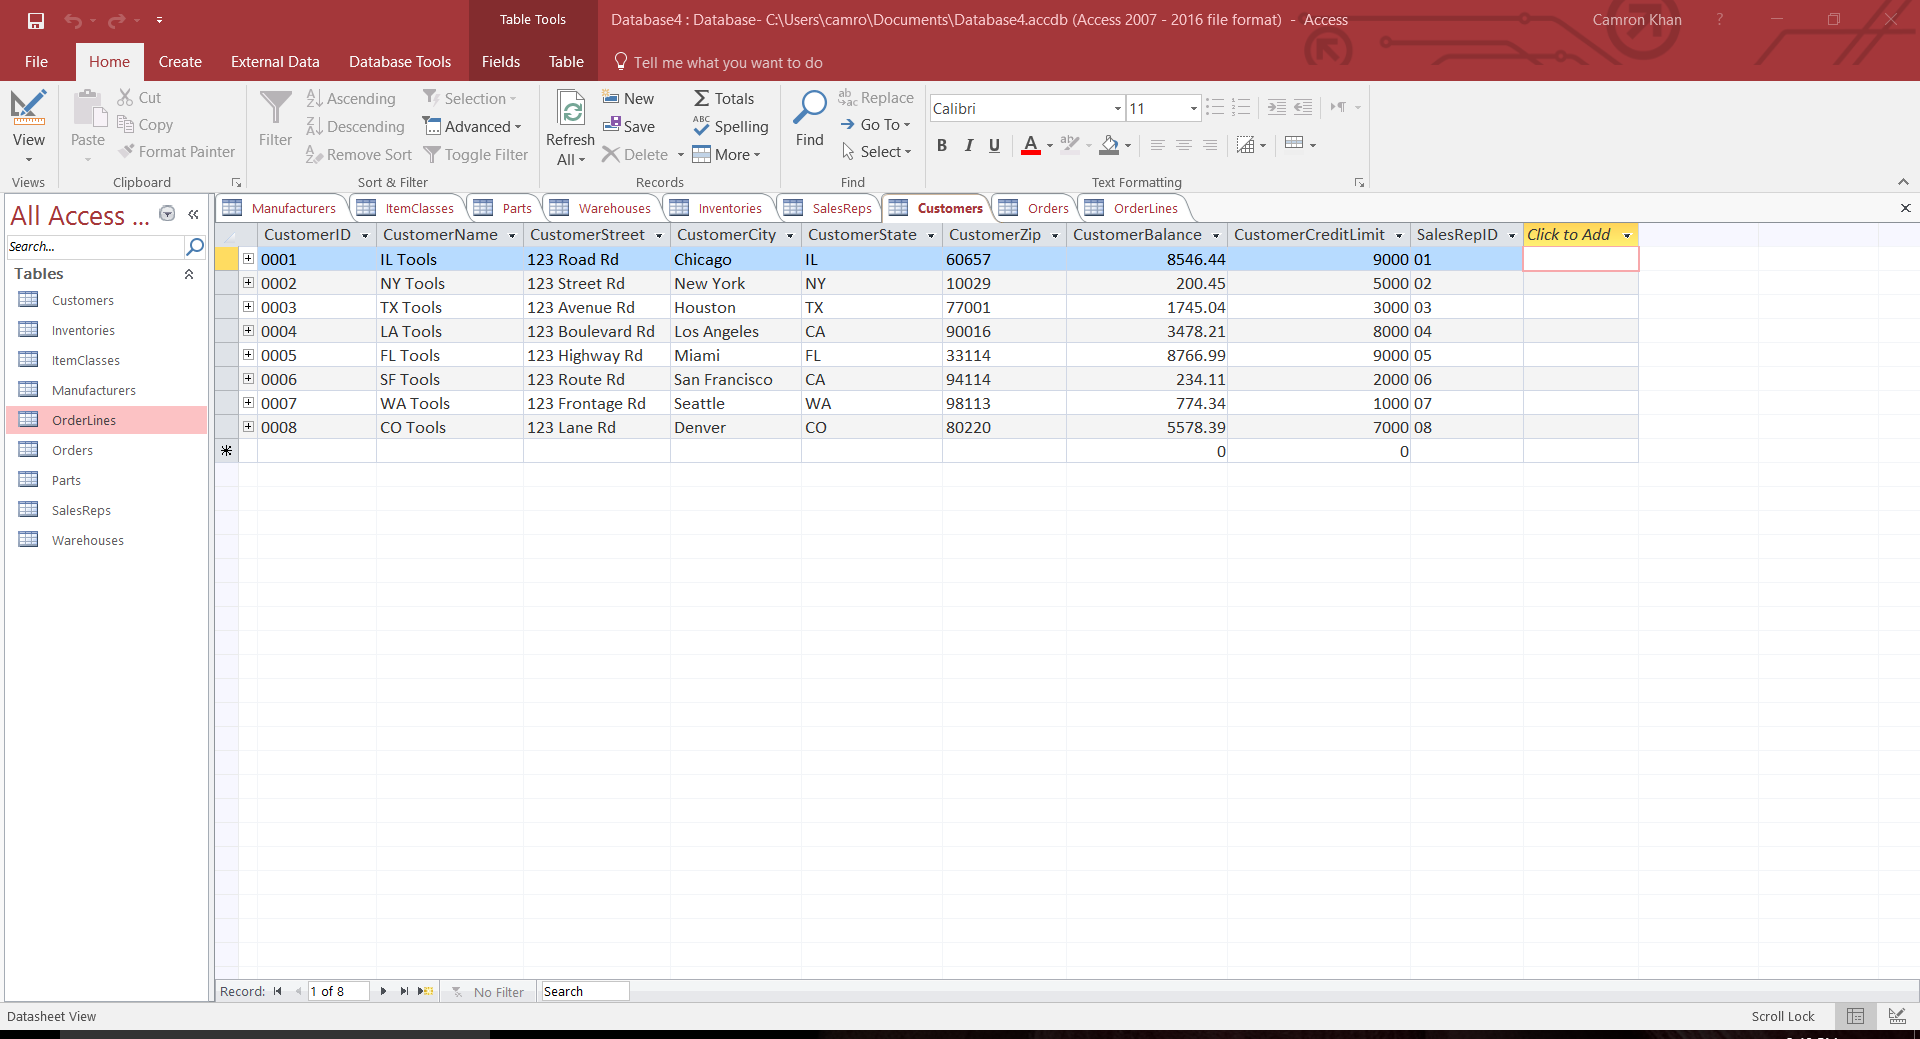 Table Tools
Database4 : Database- C:\Users\camro\Documents\Database4.accdb (Access 2007 - 2016 file format) - Access
Camron Khan
?
File
Home
Create
External Data
Database Tools
Fields
Table
Tell me what you want to do
View
Paste
Cut
Copy
Format Painter
Filter
Ascending
Descending
Remove Sort
Selection
Advanced
Toggle Filter
Refresh
All
New
Save
Delete
Totals
ABC
Spelling
More
Find
ab
ac
Replace
Go To
Select
Calibri
11
B I U A aby
Views
Clipboard
Sort & Filter
Records
Find
Text Formatting
All Access ...
Search...
Tables
Customers
Inventories
ItemClasses
Manufacturers
OrderLines
Orders
Parts
SalesReps
Warehouses
Manufacturers ItemClasses Parts Warehouses Inventories SalesReps Customers Orders OrderLines
CustomerID CustomerName CustomerStreet CustomerCity CustomerState CustomerZip CustomerBalance CustomerCreditLimit SalesRepID Click to Add
0001 IL Tools 123 Road Rd Chicago IL 60657 8546.44 9000 01
0002 NY Tools 123 Street Rd New York NY 10029 200.45 5000 02
0003 TX Tools 123 Avenue Rd Houston TX 77001 1745.04 3000 03
0004 LA Tools 123 Boulevard Rd Los Angeles CA 90016 3478.21 8000 04
0005 FL Tools 123 Highway Rd Miami FL 33114 8766.99 9000 05
0006 SF Tools 123 Route Rd San Francisco CA 94114 234.11 2000 06
0007 WA Tools 123 Frontage Rd Seattle WA 98113 774.34 1000 07
0008 CO Tools 123 Lane Rd Denver CO 80220 5578.39 7000 08
0 0
Record: 1 of 8 No Filter Search
Datasheet View
Scroll Lock